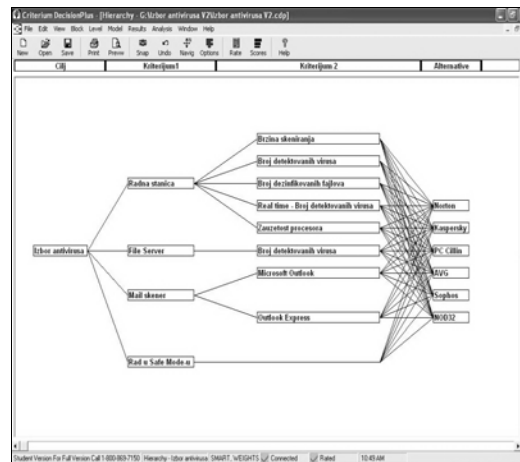 Criterium DecisionPlus - [Hierarchy - G:\Izbor antivirusa V7\Izbor antivirusa V7.cdp]
File Edit View Block Level Model Results Analysis Window Help
New Open Save Print Preview Snap Undo Navig Options Rate Scores Help
Cilj Kriterijum1 Kriterijum 2 Alternative
Brzina skeniranja
Broj detektovanih virusa
Radna stanica Broj dezinfikovanih fajlova
Real time - Broj detektovanih virusa Norton
Zauzetost procesora Kaspersky
Izbor antivirusa File Server Broj detektovanih virusa PC Cillin
Microsoft Outlook AVG
Mail skener Sophos
Outlook Express NOD32
Rad u Safe Mode-u
Student Version For Full Version Call 1-800-869-7150 Hierarchy - Izbor antivirusa SMART, WEIGHTS Connected Rated 10:49 AM